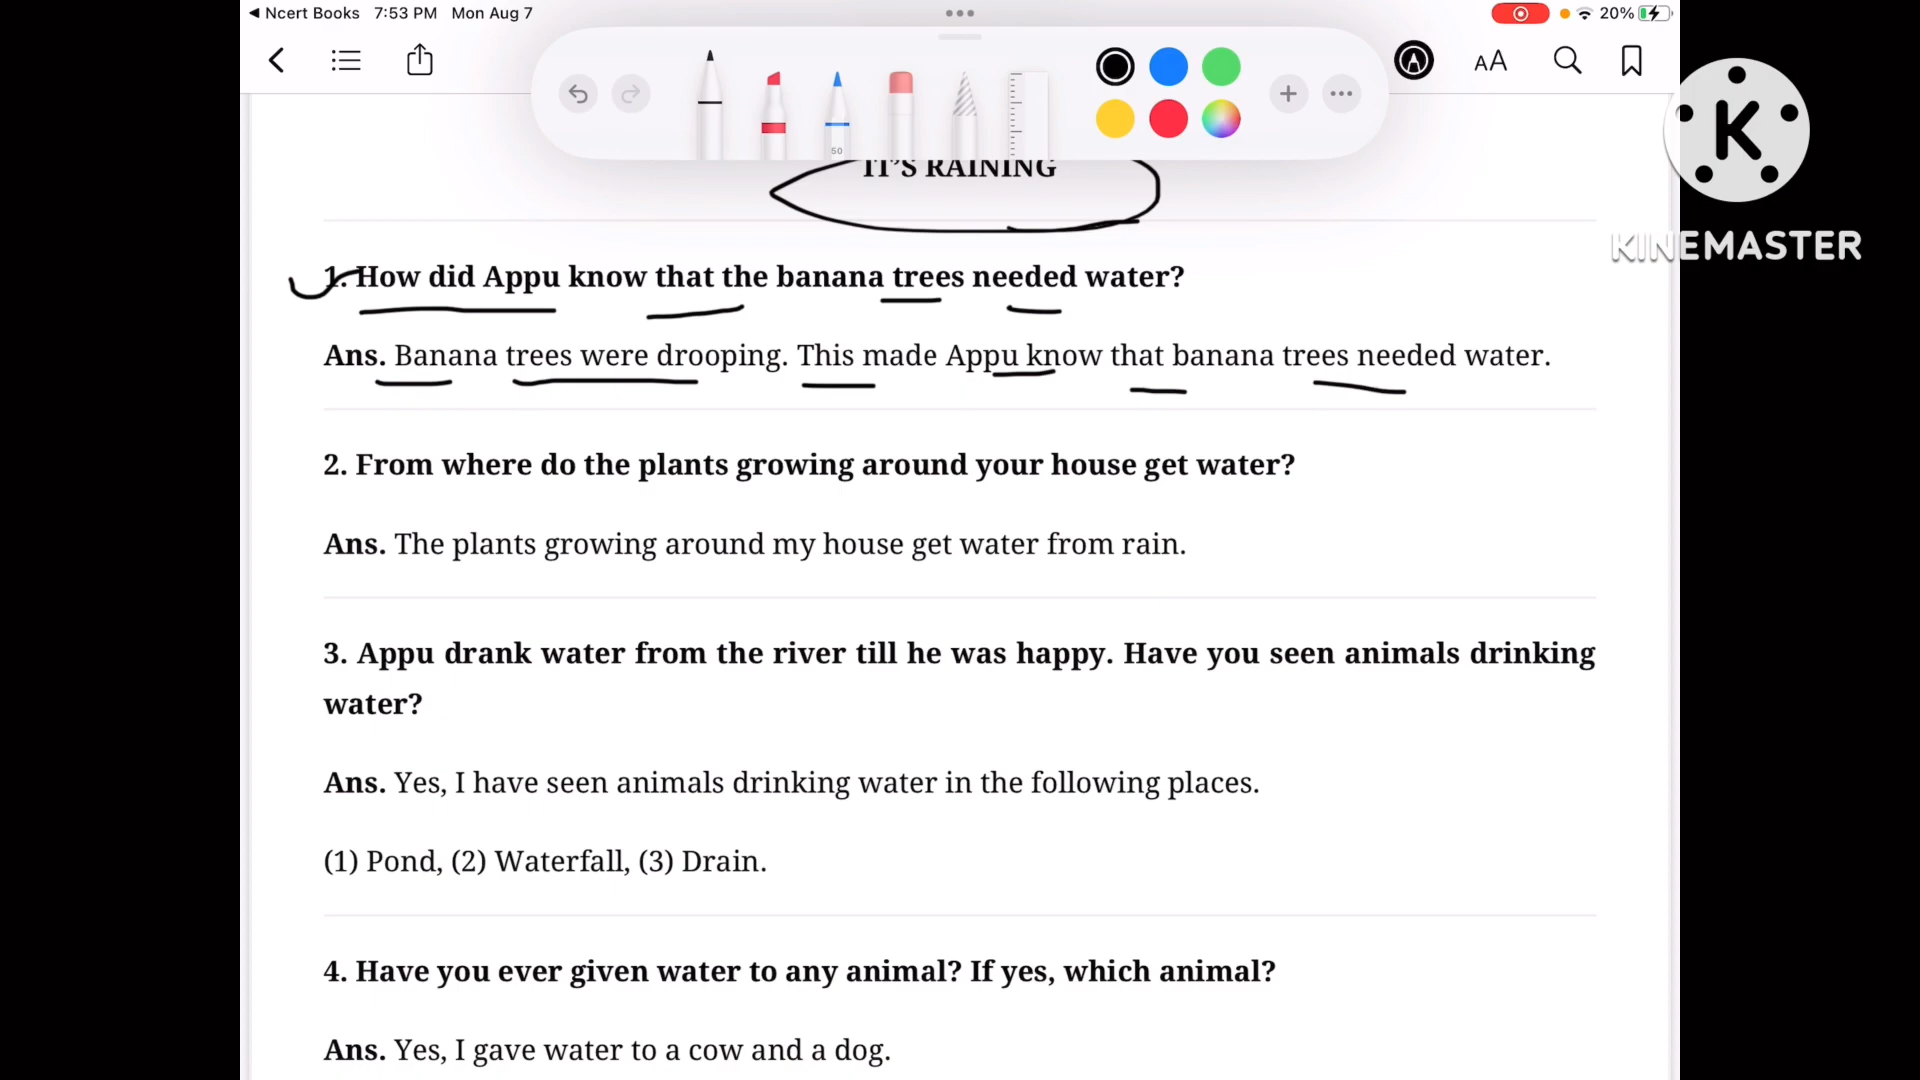 ◀ Ncert Books 7:53 PM Mon Aug 7
20%
AA
50
K
KINEMASTER
IT'S RAINING
1. How did Appu know that the banana trees needed water?
Ans. Banana trees were drooping. This made Appu know that banana trees needed water.
2. From where do the plants growing around your house get water?
Ans. The plants growing around my house get water from rain.
3. Appu drank water from the river till he was happy. Have you seen animals drinking
water?
Ans. Yes, I have seen animals drinking water in the following places.
(1) Pond, (2) Waterfall, (3) Drain.
4. Have you ever given water to any animal? If yes, which animal?
Ans. Yes, I gave water to a cow and a dog.